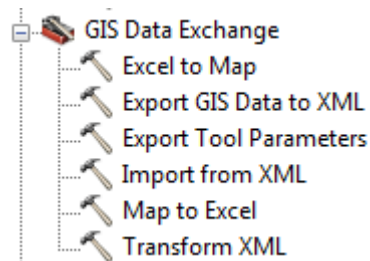 GIS Data Exchange
Excel to Map
Export GIS Data to XML
Export Tool Parameters
Import from XML
Map to Excel
Transform XML